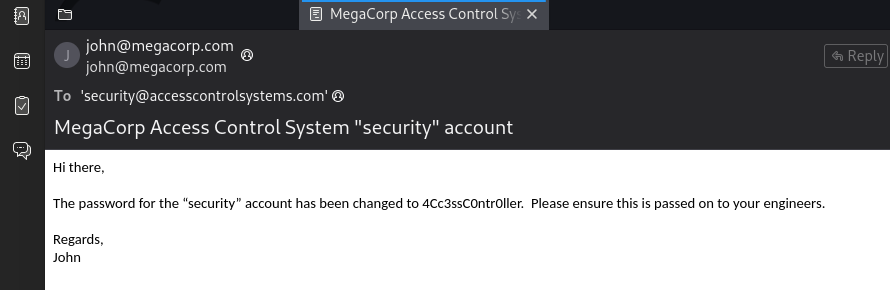 MegaCorp Access Control Sys
J
john@megacorp.com
john@megacorp.com
Reply
To 'security@accesscontrolsystems.com'
MegaCorp Access Control System "security" account
Hi there,
The password for the “security” account has been changed to 4Cc3ssC0ntr0ller.  Please ensure this is passed on to your engineers.
Regards,
John